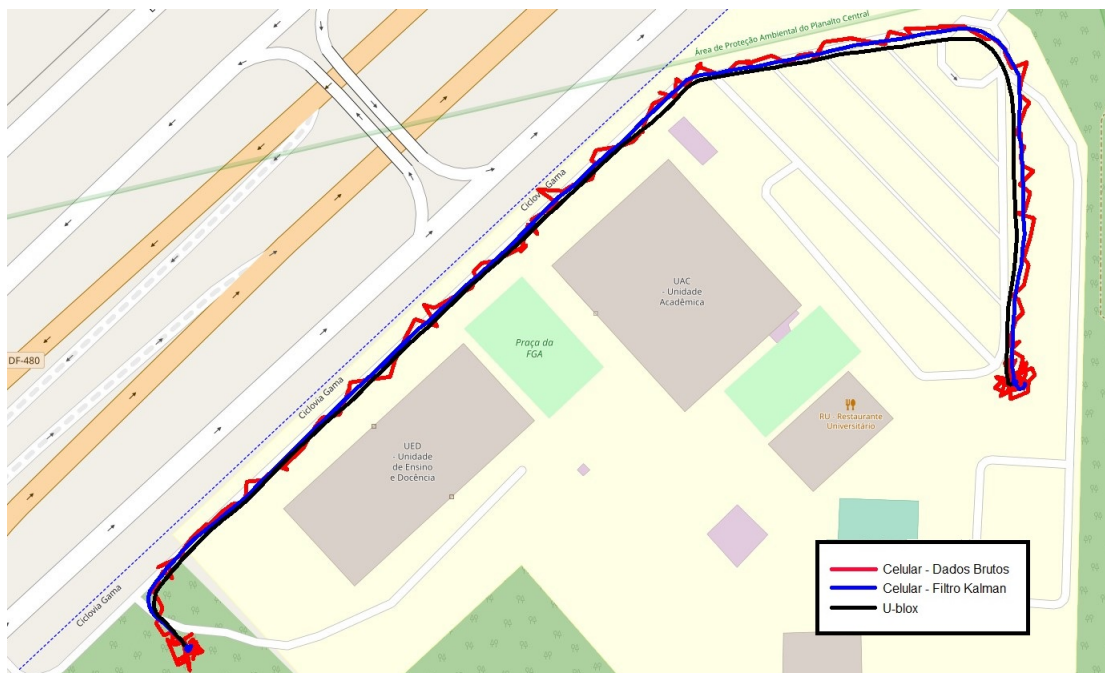 Área de Proteção Ambiental do Planalto Central
Ciclovia Gama
UAC
- Unidade
Acadêmica
Praça da
FGA
DF-480
Ciclovia Gama
RU - Restaurante
Universitário
UED
- Unidade
de Ensino
e Docência
Ciclovia Gama
Celular - Dados Brutos
Celular - Filtro Kalman
U-blox